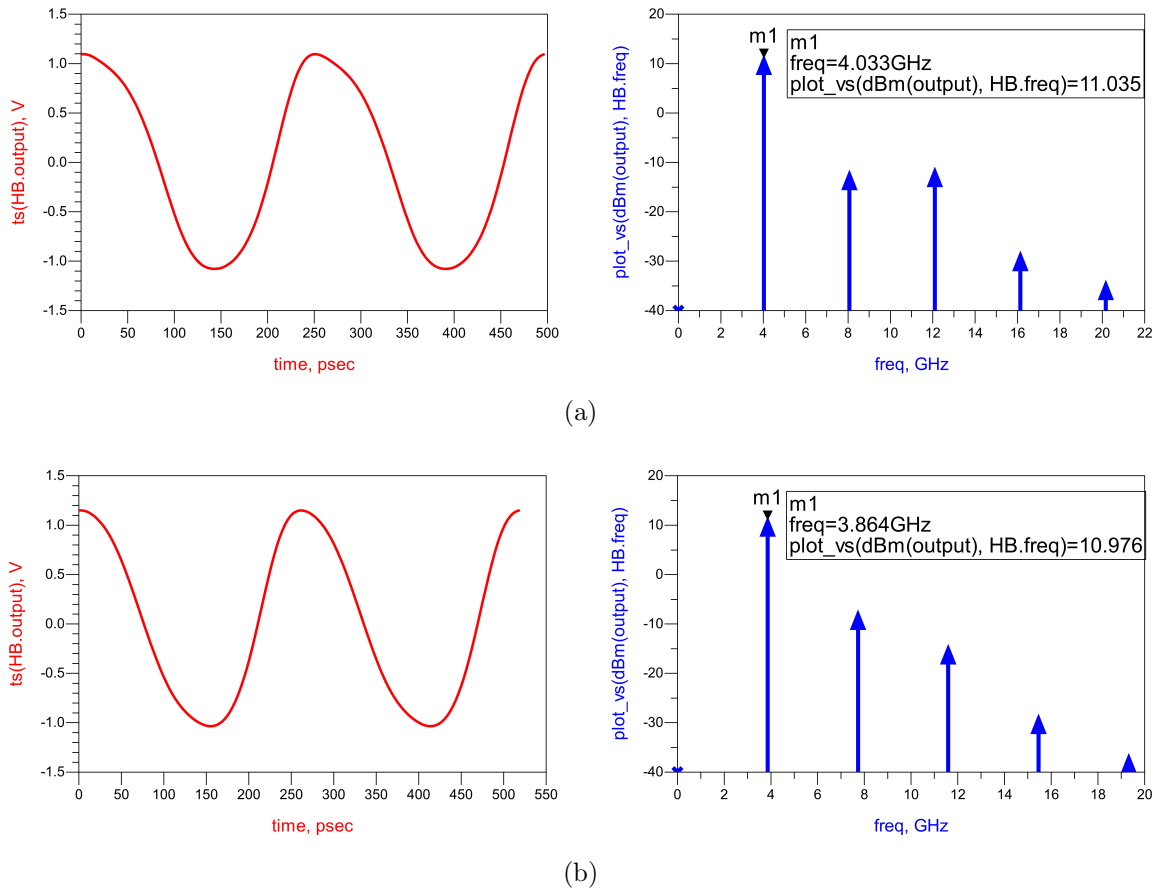 1.5
1.0
0.5
0.0
-0.5
-1.0
-1.5
ts(HB.output), V
0 50 100 150 200 250 300 350 400 450 500
time, psec
20
10
0
-10
-20
-30
-40
plot_vs(dBm(output), HB.freq)
m1
m1
freq=4.033GHz
plot_vs(dBm(output), HB.freq)=11.035
0 2 4 6 8 10 12 14 16 18 20 22
freq, GHz
(a)
1.5
1.0
0.5
0.0
-0.5
-1.0
-1.5
ts(HB.output), V
0 50 100 150 200 250 300 350 400 450 500 550
time, psec
20
10
0
-10
-20
-30
-40
plot_vs(dBm(output), HB.freq)
m1
m1
freq=3.864GHz
plot_vs(dBm(output), HB.freq)=10.976
0 2 4 6 8 10 12 14 16 18 20
freq, GHz
(b)